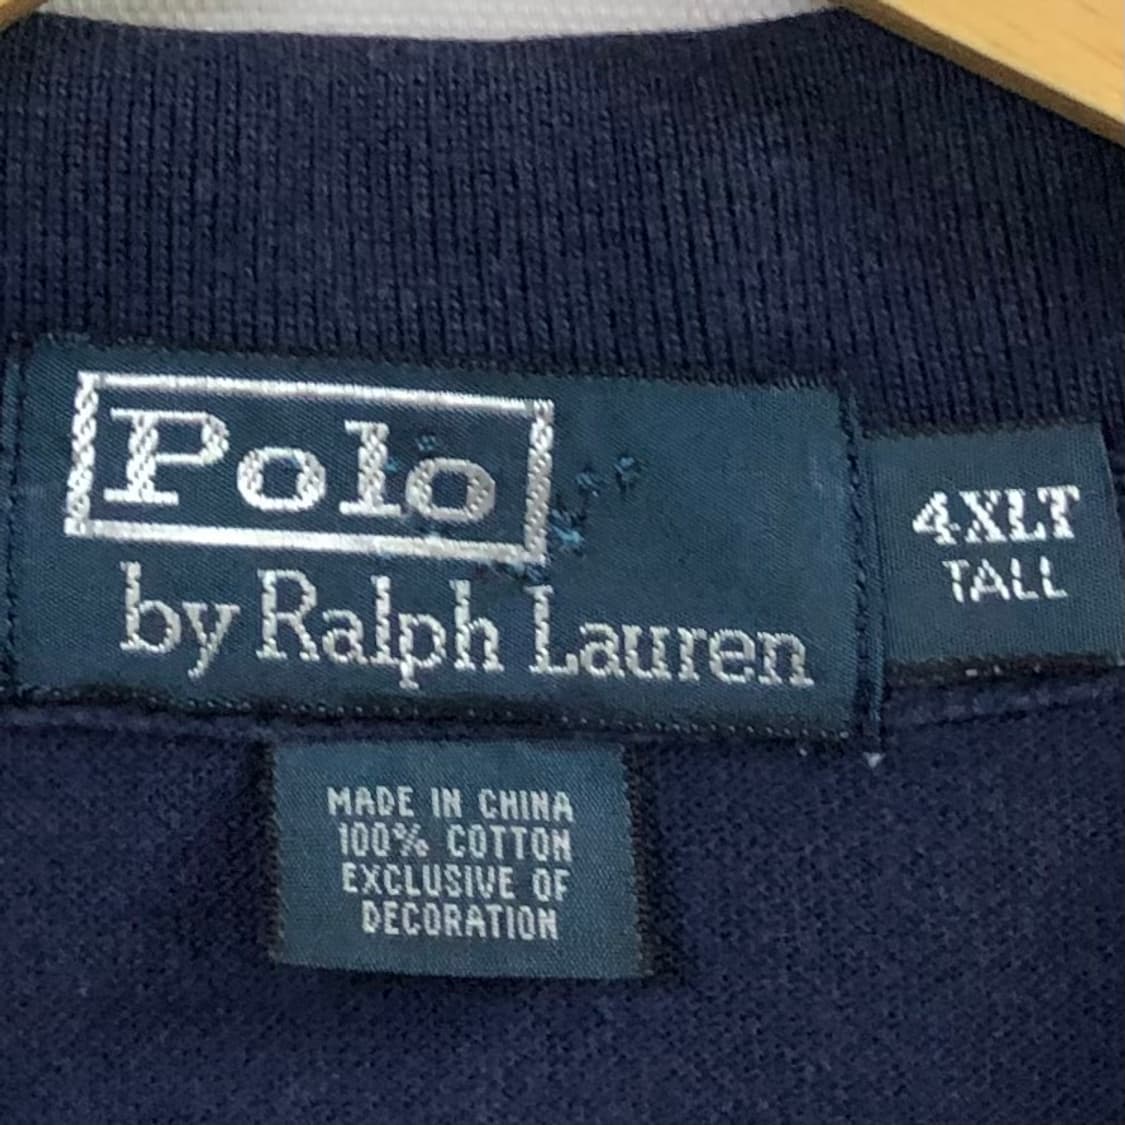 Polo
by Ralph Lauren
4XLT
TALL
MADE IN CHINA
100% COTTON
EXCLUSIVE OF
DECORATION